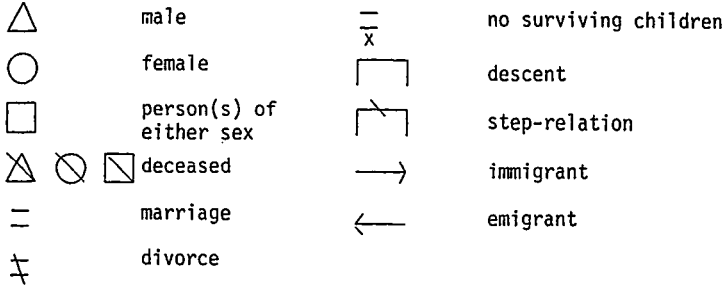 male
female
person(s) of
either sex
deceased
marriage
divorce
x
no surviving children
descent
step-relation
immigrant
emigrant